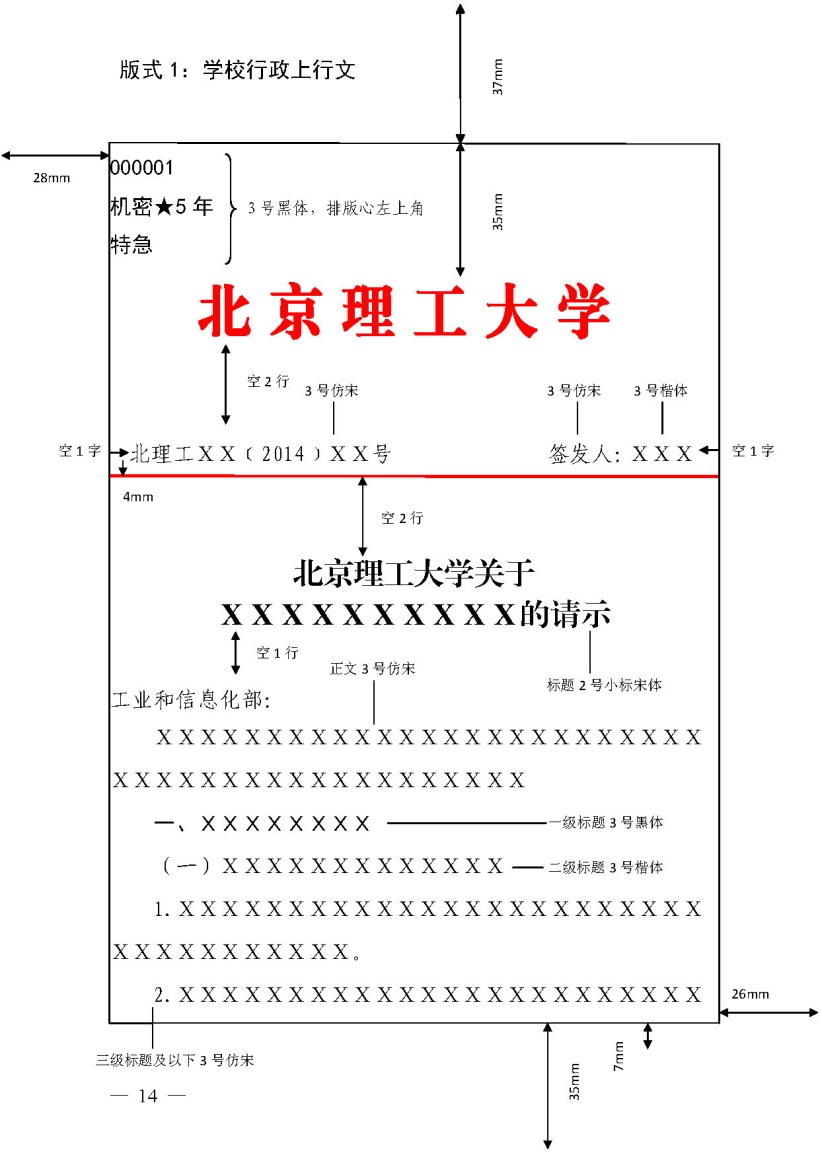 版式 1：学校行政上行文
37mm
28mm
000001
机密★5 年
特急
3 号黑体，排版心左上角
35mm
北京理工大学
空 2 行
3 号仿宋
3 号仿宋
3 号楷体
空 1 字
北理工ＸＸ﹝2014﹞ＸＸ号
签发人：ＸＸＸ
空 1 字
4mm
空 2 行
北京理工大学关于
ＸＸＸＸＸＸＸＸＸＸ的请示
空 1 行
正文 3 号仿宋
标题 2 号小标宋体
工业和信息化部：
ＸＸＸＸＸＸＸＸＸＸＸＸＸＸＸＸＸＸＸＸＸＸＸＸＸ
ＸＸＸＸＸＸＸＸＸＸＸＸＸＸＸＸＸＸＸ
一、ＸＸＸＸＸＸＸＸ
一级标题 3 号黑体
（一）ＸＸＸＸＸＸＸＸＸＸＸＸＸ
二级标题 3 号楷体
1.ＸＸＸＸＸＸＸＸＸＸＸＸＸＸＸＸＸＸＸＸＸＸＸＸ
ＸＸＸＸＸＸＸＸＸＸＸ。
2.ＸＸＸＸＸＸＸＸＸＸＸＸＸＸＸＸＸＸＸＸＸＸＸＸ
26mm
三级标题及以下 3 号仿宋
35mm
7mm
— 14 —